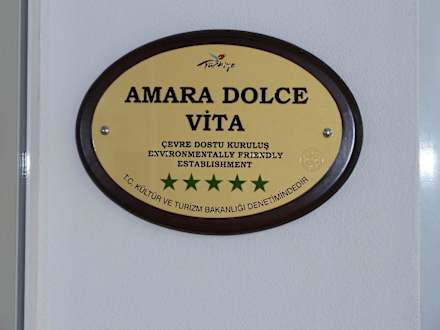 Türkiye
AMARA DOLCE
VİTA
ÇEVRE DOSTU KURULUŞ
ENVIRONMENTALLY FRIENDLY
ESTABLISHMENT
T.C. KÜLTÜR VE TURİZM BAKANLIĞI DENETİMİNDEDİR